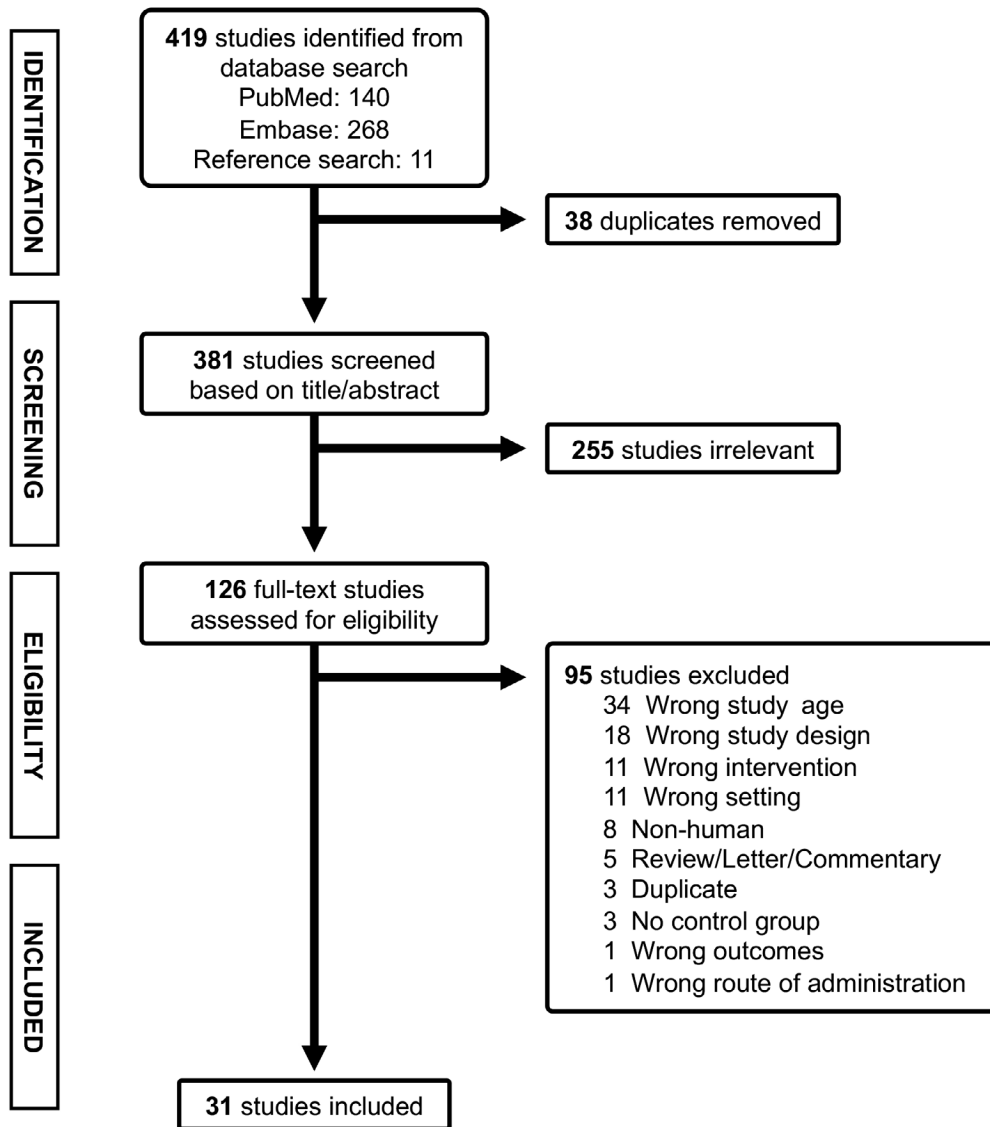 IDENTIFICATION
419 studies identified from
database search
PubMed: 140
Embase: 268
Reference search: 11
38 duplicates removed
SCREENING
381 studies screened
based on title/abstract
255 studies irrelevant
ELIGIBILITY
126 full-text studies
assessed for eligibility
95 studies excluded
34 Wrong study age
18 Wrong study design
11 Wrong intervention
11 Wrong setting
8 Non-human
5 Review/Letter/Commentary
3 Duplicate
3 No control group
1 Wrong outcomes
1 Wrong route of administration
INCLUDED
31 studies included